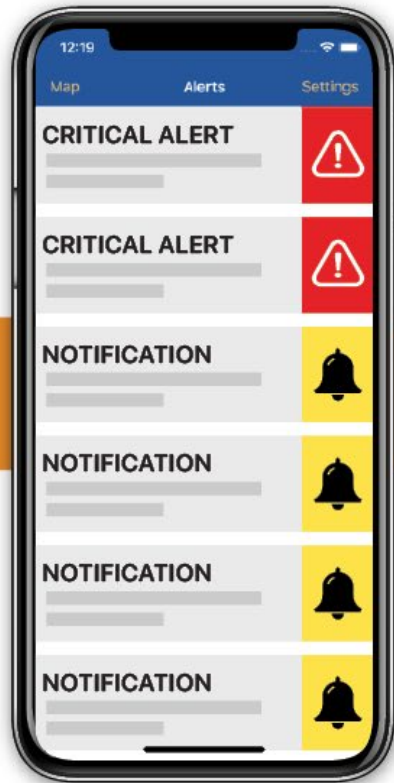 12:19
Map Alerts Settings
CRITICAL ALERT
CRITICAL ALERT
NOTIFICATION
NOTIFICATION
NOTIFICATION
NOTIFICATION